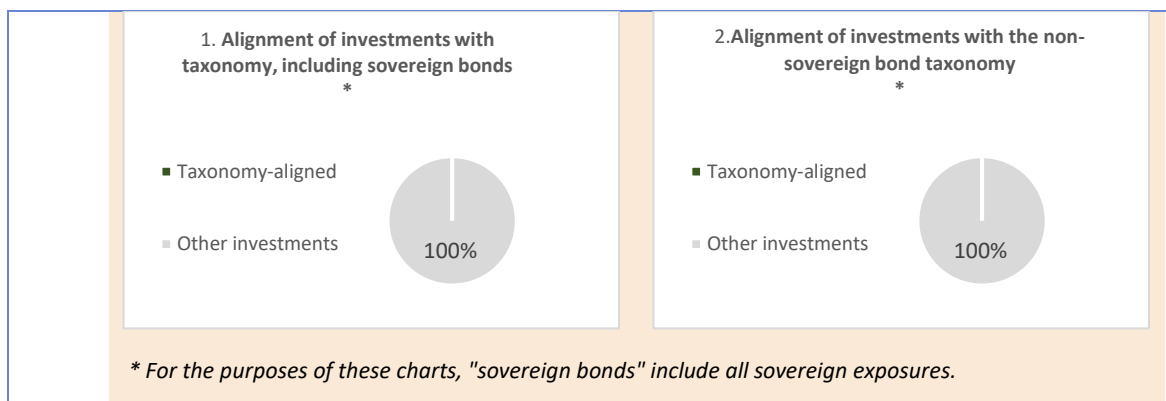 1. Alignment of investments with
taxonomy, including sovereign bonds
*
Taxonomy-aligned
Other investments
100%
2.Alignment of investments with the non-
sovereign bond taxonomy
*
Taxonomy-aligned
Other investments
100%
* For the purposes of these charts, "sovereign bonds" include all sovereign exposures.